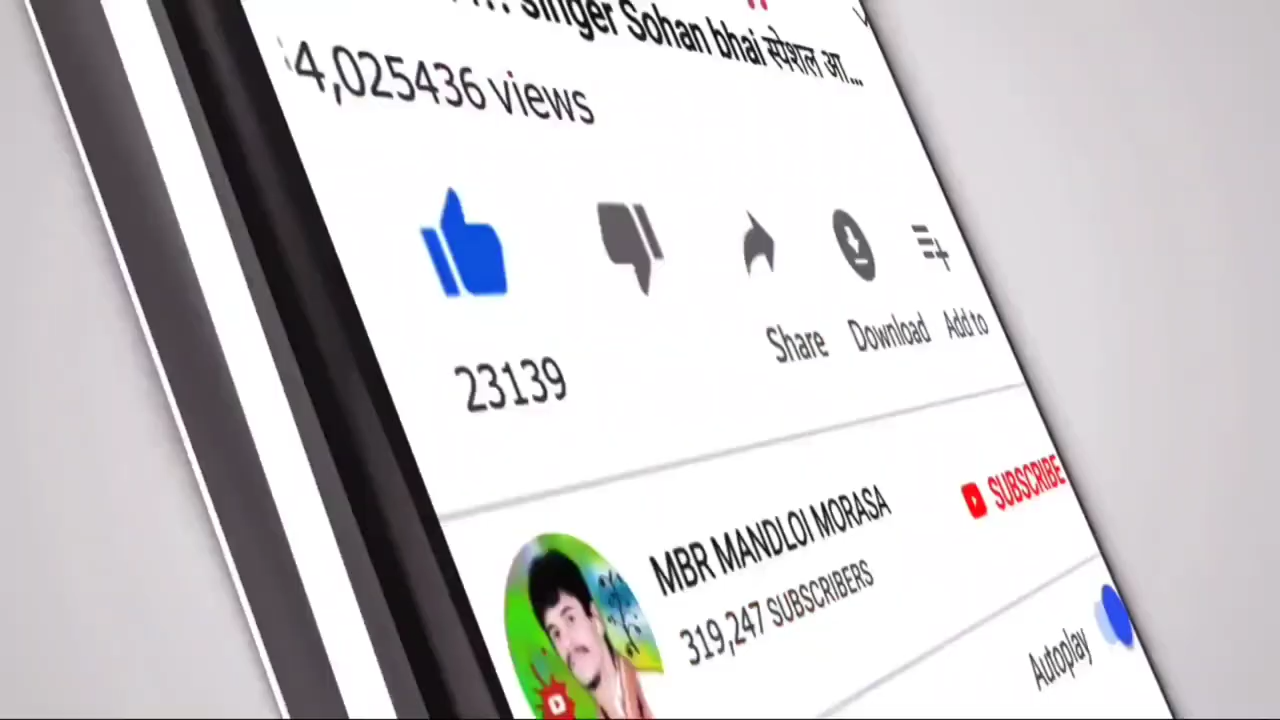 Singer Sohan bhai स्पेशल आ...
4,025436 views
23139
Share Download Add to
MBR MANDLOI MORASA
SUBSCRIBE
319,247 SUBSCRIBERS
Autoplay